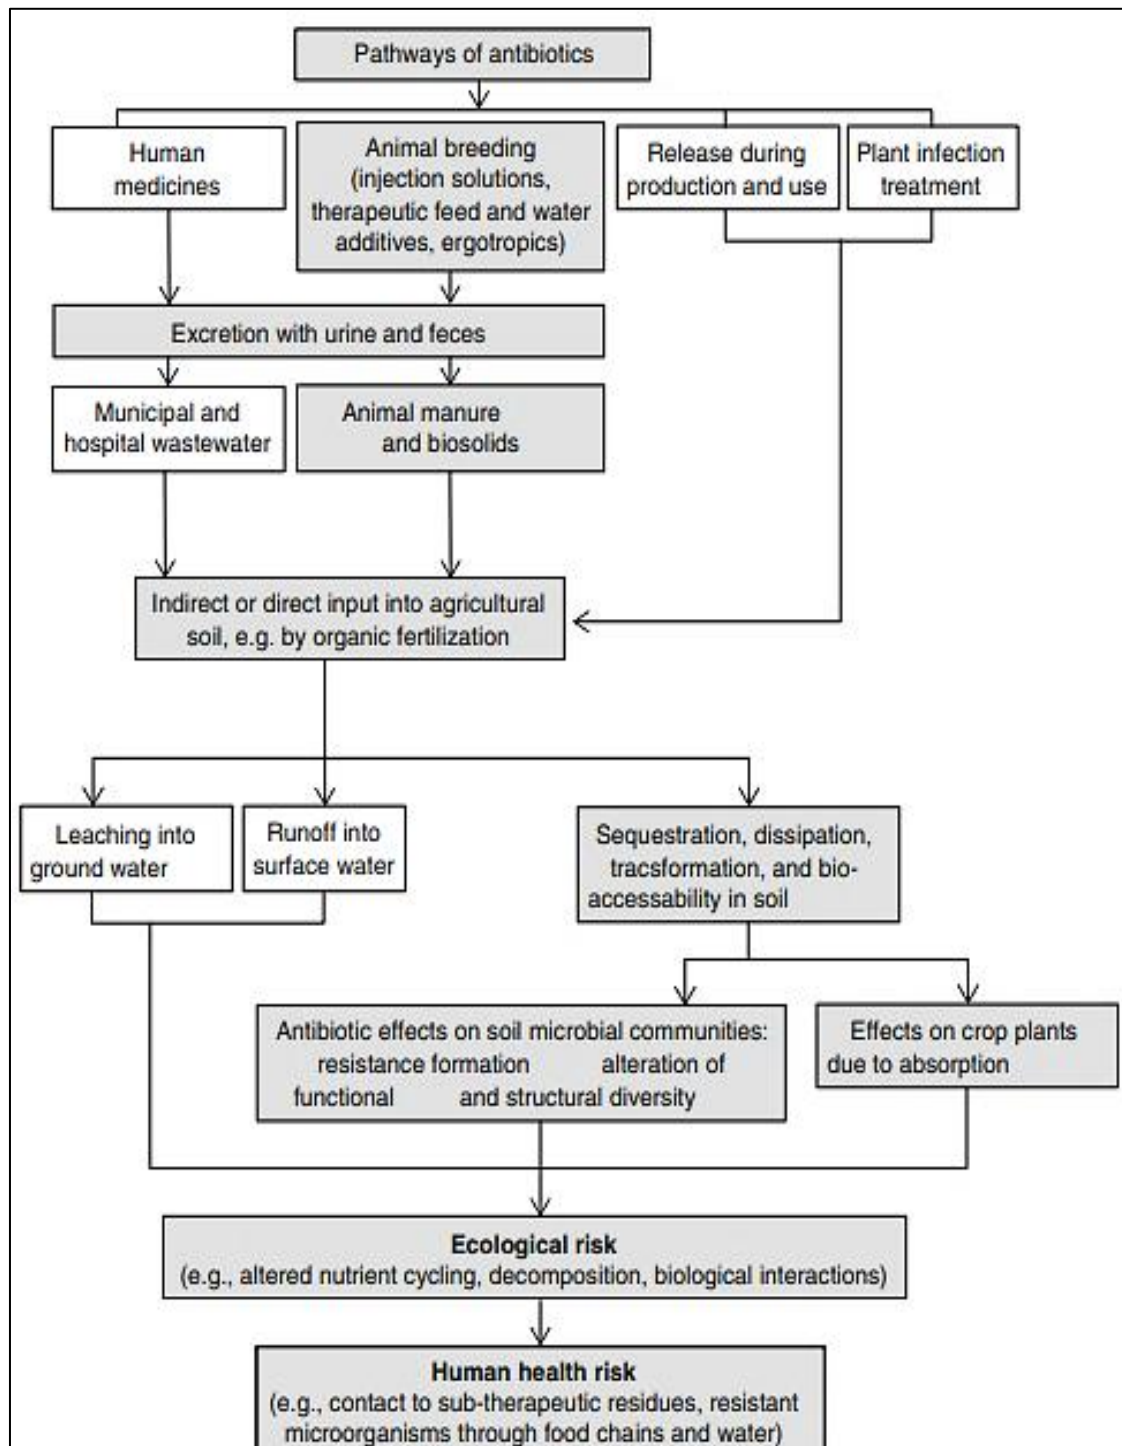 Pathways of antibiotics
Human
medicines
Animal breeding
(injection solutions,
therapeutic feed and water
additives, ergotropics)
Release during
production and use
Plant infection
treatment
Excretion with urine and feces
Municipal and
hospital wastewater
Animal manure
and biosolids
Indirect or direct input into agricultural
soil, e.g. by organic fertilization
Leaching into
ground water
Runoff into
surface water
Sequestration, dissipation,
tracsformation, and bio-
accessability in soil
Antibiotic effects on soil microbial communities:
resistance formation alteration of
functional and structural diversity
Effects on crop plants
due to absorption
Ecological risk
(e.g., altered nutrient cycling, decomposition, biological interactions)
Human health risk
(e.g., contact to sub-therapeutic residues, resistant
microorganisms through food chains and water)